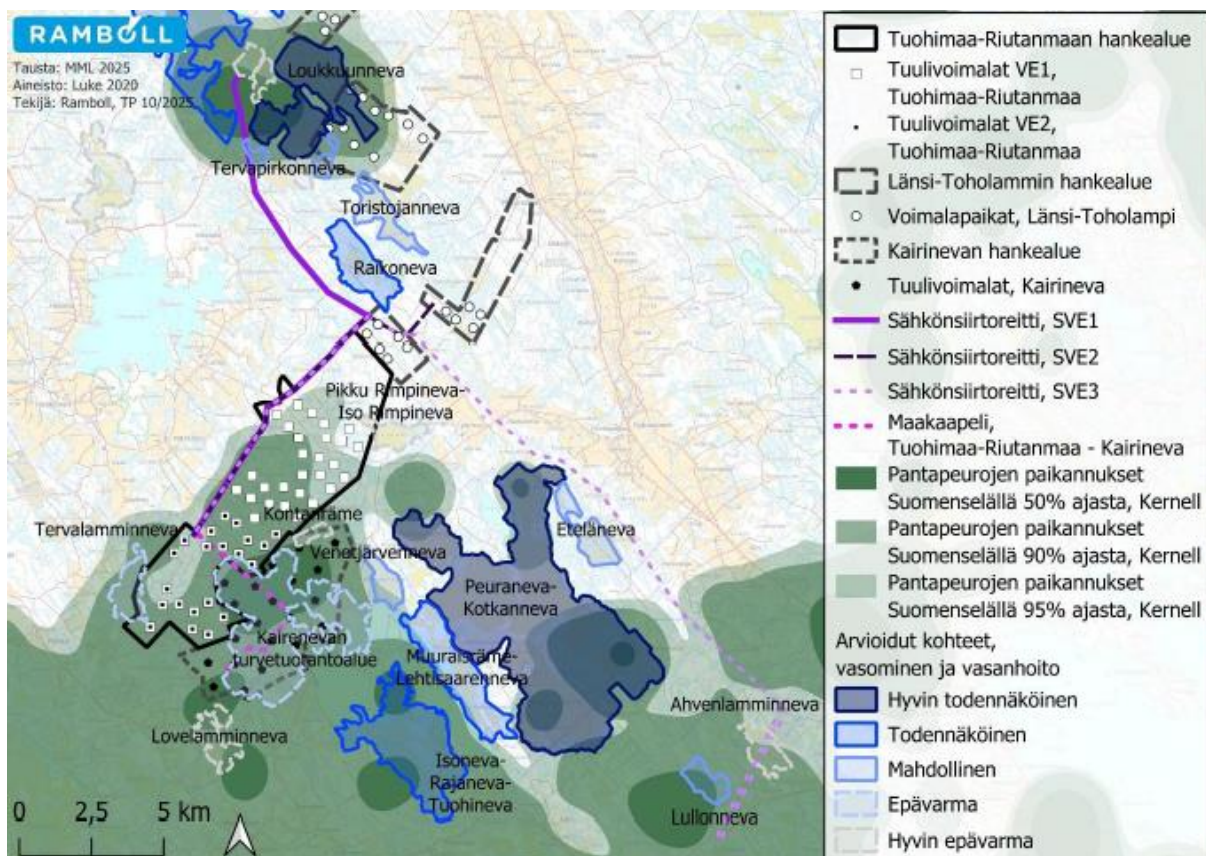 RAMBOLL
Tausta: MML 2025
Aineisto: Luke 2020
Tekijä: Ramboll, TP 10/2025
Loukkuunneva
Tervapirkonneva
Toristojanneva
Raikoneva
Pikku Rimpineva-
Iso Rimpineva
Tervalamminneva
Kontanräme
Venetjärvenneva
Eteläneva
Peuraneva-
Kotkanneva
Kairenevan
turvetuotantoalue
Muuraisräme-
Lehtisaarenneva
Ahvenlamminneva
Lovelamminneva
Isoneva-
Rajaneva-
Tuohineva
Lullonneva
0 2,5 5 km
Tuohimaa-Riutanmaan hankealue
Tuulivoimalat VE1,
Tuohimaa-Riutanmaa
Tuulivoimalat VE2,
Tuohimaa-Riutanmaa
Länsi-Toholammin hankealue
Voimalapaikat, Länsi-Toholampi
Kairinevan hankealue
Tuulivoimalat, Kairineva
Sähkönsiirtoreitti, SVE1
Sähkönsiirtoreitti, SVE2
Sähkönsiirtoreitti, SVE3
Maakaapeli,
Tuohimaa-Riutanmaa - Kairineva
Pantapeurojen paikannukset
Suomenselällä 50% ajasta, Kernell
Pantapeurojen paikannukset
Suomenselällä 90% ajasta, Kernell
Pantapeurojen paikannukset
Suomenselällä 95% ajasta, Kernell
Arvioidut kohteet,
vasominen ja vasanhoito
Hyvin todennäköinen
Todennäköinen
Mahdollinen
Epävarma
Hyvin epävarma